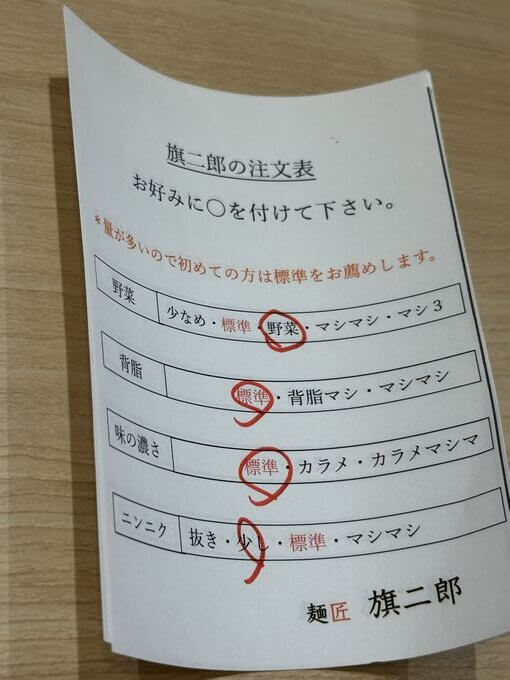 旗二郎の注文表
お好みに○を付けて下さい。
*量が多いので初めての方は標準をお薦めします。
野菜 少なめ・標準・野菜・マシマシ・マシ3
背脂 標準・背脂マシ・マシマシ
味の濃さ 標準・カラメ・カラメマシマ
ニンニク 抜き・少し・標準・マシマシ
麺匠 旗二郎